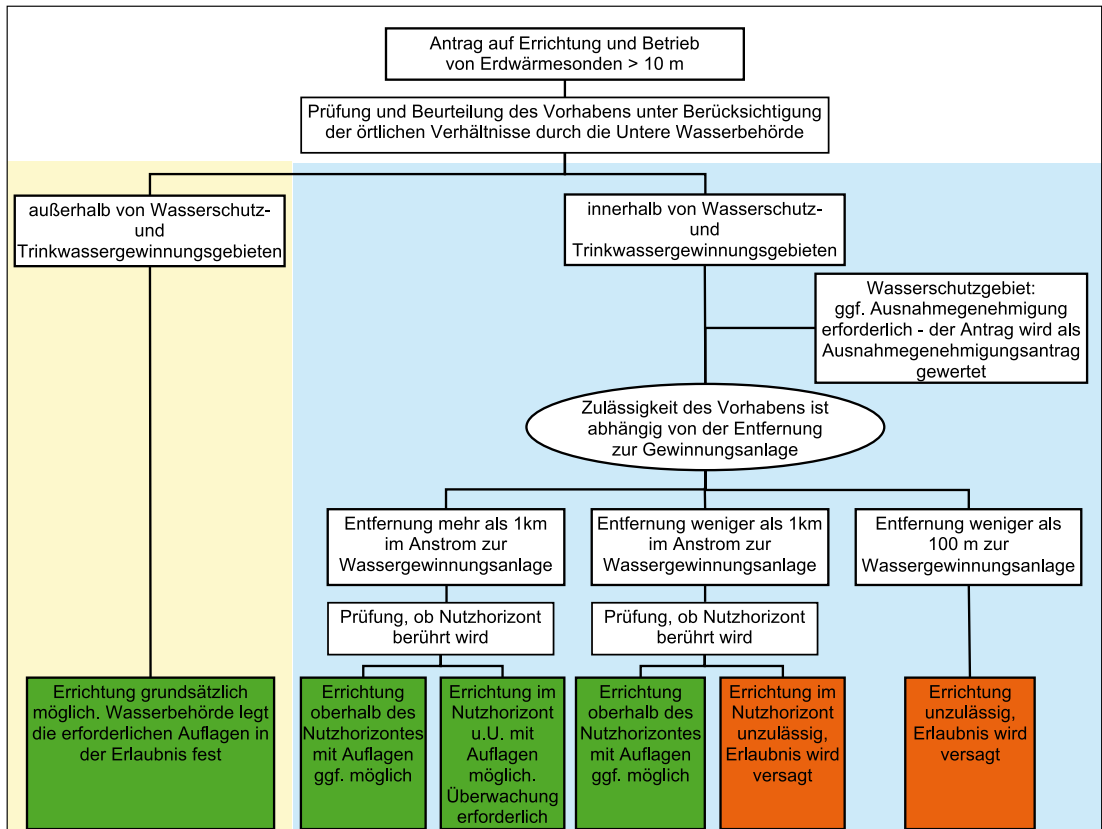 Antrag auf Errichtung und Betrieb
von Erdwärmesonden > 10 m
Prüfung und Beurteilung des Vorhabens unter Berücksichtigung
der örtlichen Verhältnisse durch die Untere Wasserbehörde
außerhalb von Wasserschutz-
und
Trinkwassergewinnungsgebieten
innerhalb von Wasserschutz-
und
Trinkwassergewinnungsgebieten
Wasserschutzgebiet:
ggf. Ausnahmegenehmigung
erforderlich - der Antrag wird als
Ausnahmegenehmigungsantrag
gewertet
Zulässigkeit des Vorhabens ist
abhängig von der Entfernung
zur Gewinnungsanlage
Entfernung mehr als 1km
im Anstrom zur
Wassergewinnungsanlage
Entfernung weniger als 1km
im Anstrom zur
Wassergewinnungsanlage
Entfernung weniger als
100 m zur
Wassergewinnungsanlage
Prüfung, ob Nutzhorizont
berührt wird
Prüfung, ob Nutzhorizont
berührt wird
Errichtung grundsätzlich
möglich. Wasserbehörde legt
die erforderlichen Auflagen in
der Erlaubnis fest
Errichtung
oberhalb des
Nutzhorizontes
mit Auflagen
ggf. möglich
Errichtung im
Nutzhorizont
u.U. mit
Auflagen
möglich.
Überwachung
erforderlich
Errichtung
oberhalb des
Nutzhorizontes
mit Auflagen
ggf. möglich
Errichtung im
Nutzhorizont
unzulässig,
Erlaubnis wird
versagt
Errichtung
unzulässig,
Erlaubnis wird
versagt